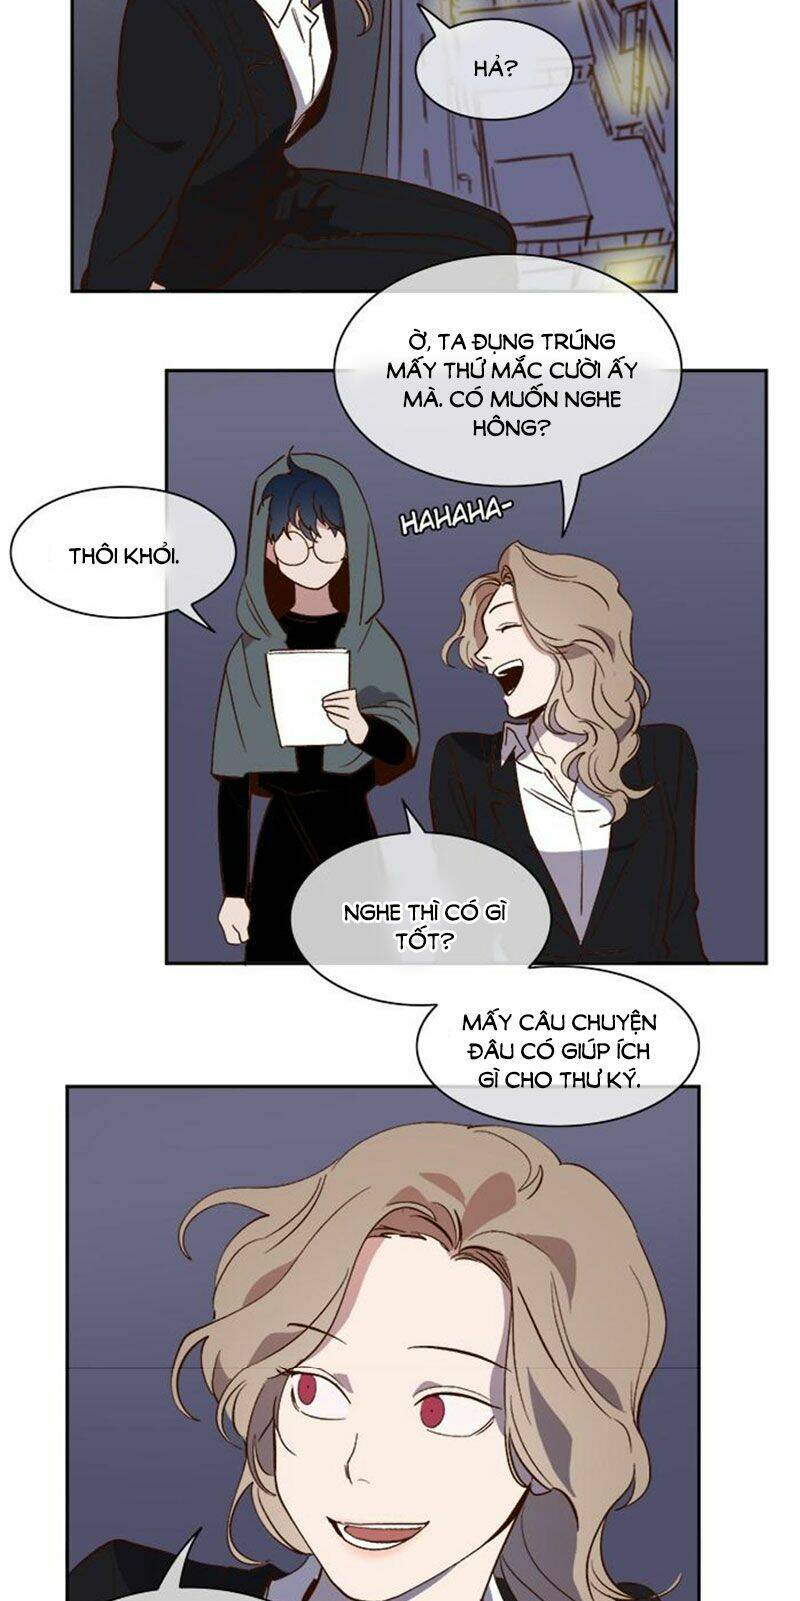 HẢ?
Ờ, TA ĐỤNG TRÚNG
MẤY THỨ MẮC CƯỜI ẤY
MÀ. CÓ MUỐN NGHE
HÔNG?
HAHAHA-
THÔI KHỎI.
NGHE THÌ CÓ GÌ
TỐT?
MẤY CÂU CHUYỆN
ĐÂU CÓ GIÚP ÍCH
GÌ CHO THƯ KÝ.